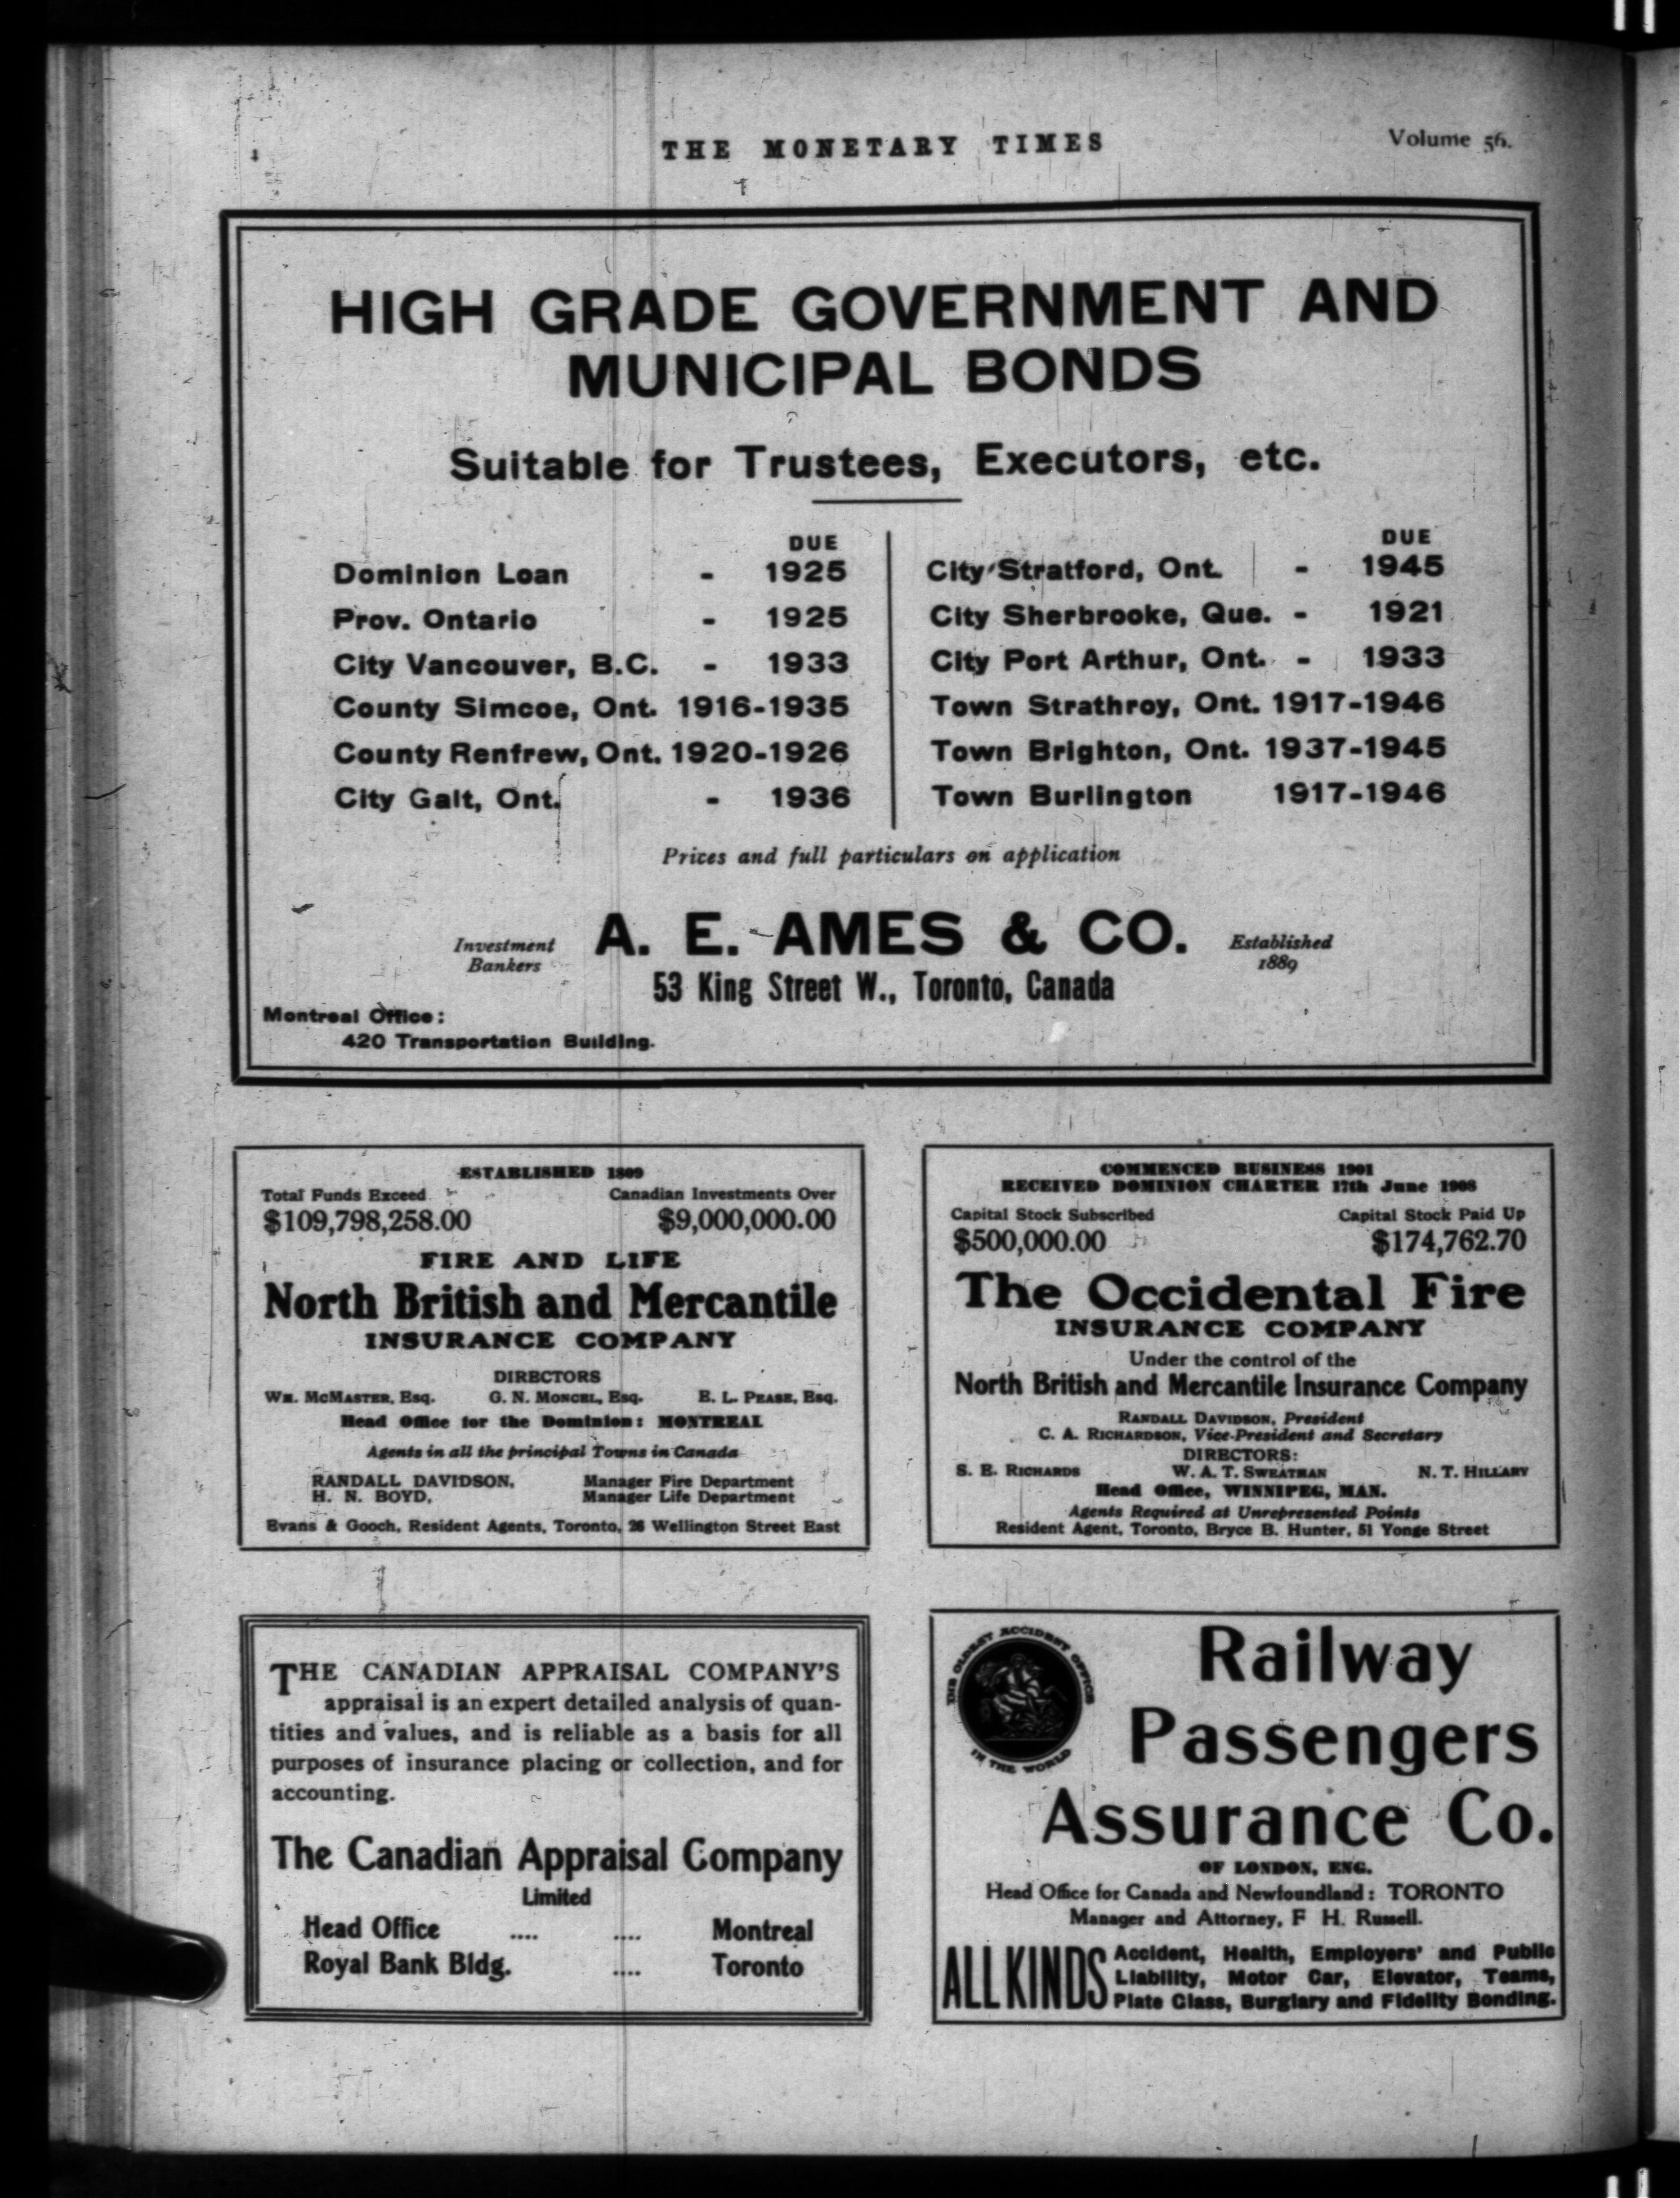 THE MONETARY TIMES
Volume 56.
HIGH GRADE GOVERNMENT AND
MUNICIPAL BONDS
Suitable for Trustees, Executors, etc.
DUE
Dominion Loan - 1925
Prov. Ontario - 1925
City Vancouver, B.C. - 1933
County Simcoe, Ont. 1916-1935
County Renfrew, Ont. 1920-1926
City Galt, Ont. - 1936
DUE
City Stratford, Ont. - 1945
City Sherbrooke, Que. - 1921
City Port Arthur, Ont. - 1933
Town Strathroy, Ont. 1917-1946
Town Brighton, Ont. 1937-1945
Town Burlington 1917-1946
Prices and full particulars on application
Investment
Bankers
A. E. AMES & CO.
Established
1889
53 King Street W., Toronto, Canada
Montreal Office:
420 Transportation Building.
ESTABLISHED 1809
Total Funds Exceed Canadian Investments Over
$109,798,258.00 $9,000,000.00
FIRE AND LIFE
North British and Mercantile
INSURANCE COMPANY
DIRECTORS
WM. MCMASTER, Esq. G. N. MONCEL, Esq. E. L. PEASE, Esq.
Head Office for the Dominion: MONTREAL
Agents in all the principal Towns in Canada
RANDALL DAVIDSON, Manager Fire Department
H. N. BOYD, Manager Life Department
Evans & Gooch, Resident Agents, Toronto, 26 Wellington Street East
COMMENCED BUSINESS 1901
RECEIVED DOMINION CHARTER 17th June 1908
Capital Stock Subscribed Capital Stock Paid Up
$500,000.00 $174,762.70
The Occidental Fire
INSURANCE COMPANY
Under the control of the
North British and Mercantile Insurance Company
RANDALL DAVIDSON, President
C. A. RICHARDSON, Vice-President and Secretary
DIRECTORS:
S. E. RICHARDS W. A. T. SWEATMAN N. T. HILLARY
Head Office, WINNIPEG, MAN.
Agents Required at Unrepresented Points
Resident Agent, Toronto, Bryce B. Hunter, 51 Yonge Street
THE CANADIAN APPRAISAL COMPANY'S
appraisal is an expert detailed analysis of quan-
tities and values, and is reliable as a basis for all
purposes of insurance placing or collection, and for
accounting.
The Canadian Appraisal Company
Limited
Head Office .... .... Montreal
Royal Bank Bldg. .... Toronto
THE OLDEST ACCIDENT OFFICE
IN THE WORLD
Railway
Passengers
Assurance Co.
OF LONDON, ENG.
Head Office for Canada and Newfoundland: TORONTO
Manager and Attorney, F H. Russell.
ALL KINDS
Accident, Health, Employers' and Public
Liability, Motor Car, Elevator, Teams,
Plate Glass, Burglary and Fidelity Bonding.